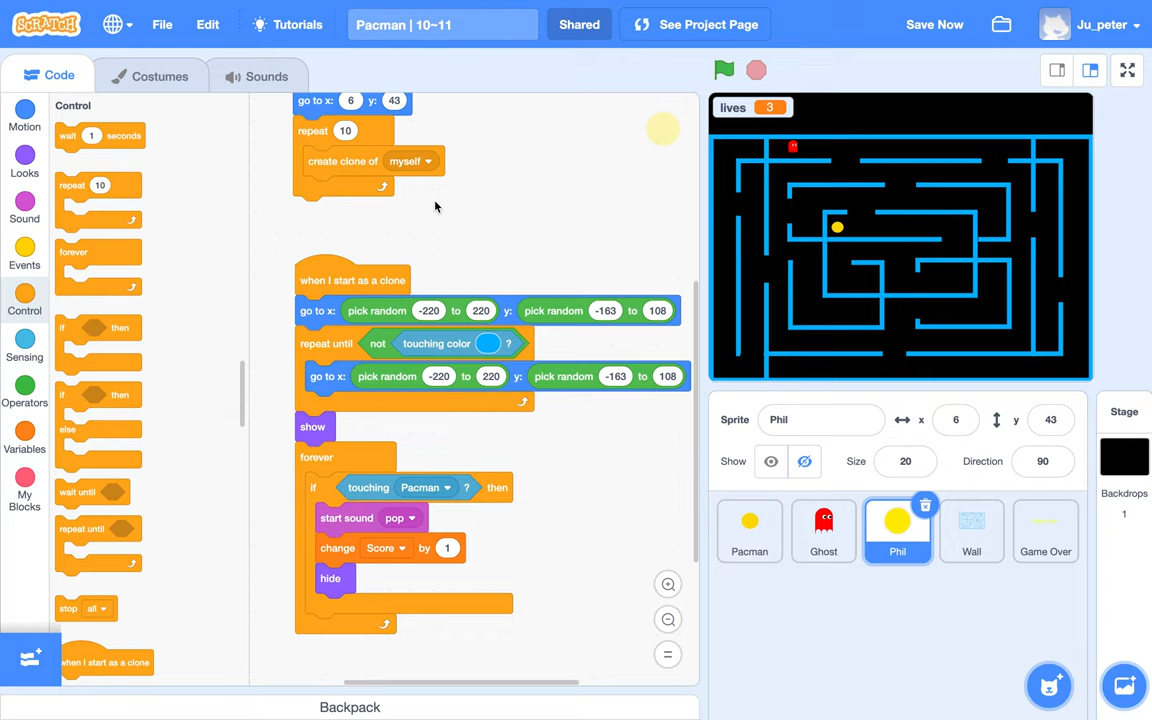 SCRATCH File Edit Tutorials Pacman | 10~11 Shared See Project Page Save Now Ju_peter
Code Costumes Sounds
Motion
Looks
Sound
Events
Control
Sensing
Operators
Variables
My
Blocks
Control
wait 1 seconds
repeat 10
forever
if then
if then
else
wait until
repeat until
stop all
when I start as a clone
go to x: 6 y: 43
repeat 10
create clone of myself
when I start as a clone
go to x: pick random -220 to 220 y: pick random -163 to 108
repeat until not touching color ?
go to x: pick random -220 to 220 y: pick random -163 to 108
show
forever
if touching Pacman ? then
start sound pop
change Score by 1
hide
Backpack
lives 3
Sprite Phil x 6 y 43
Show Size 20 Direction 90
Pacman Ghost Phil Wall Game Over
Stage
Backdrops
1